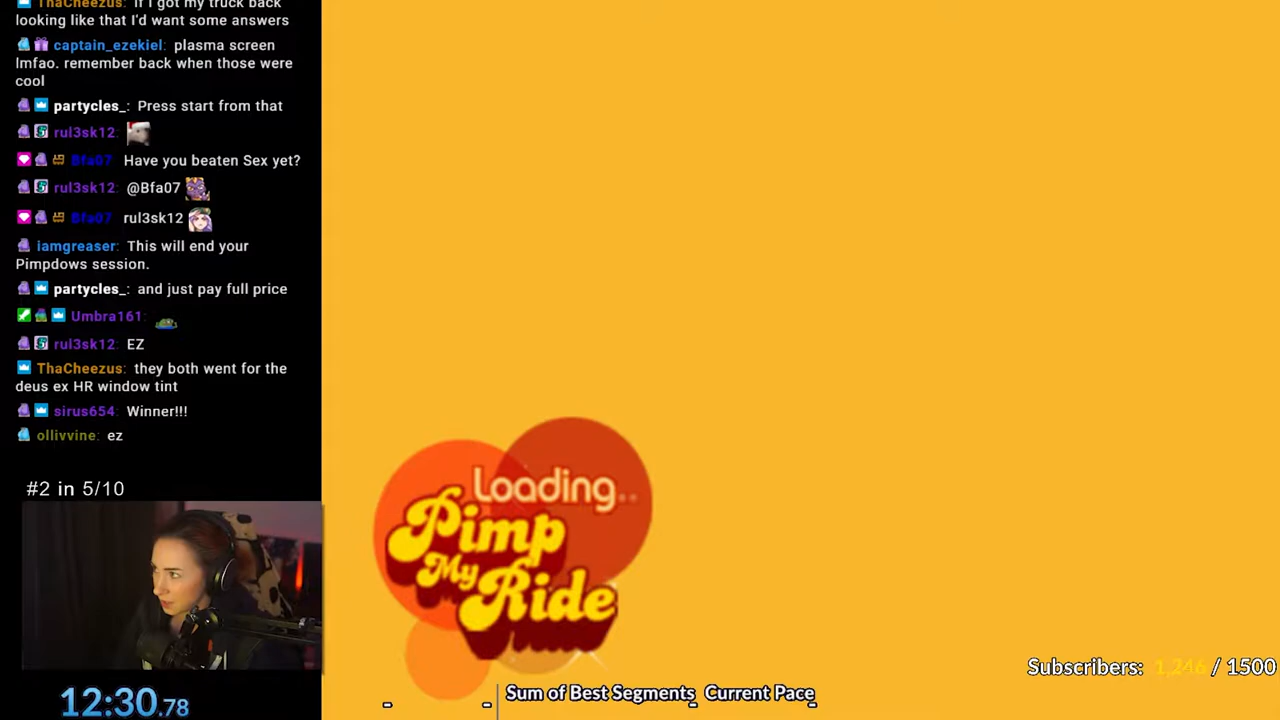 ThaCheezus: If I got my truck back
looking like that I'd want some answers
captain_ezekiel: plasma screen
lmfao. remember back when those were
cool
partycles_: Press start from that
rul3sk12:
Bfa07 Have you beaten Sex yet?
rul3sk12: @Bfa07
Bfa07 rul3sk12
iamgreaser: This will end your
Pimpdows session.
partycles_: and just pay full price
Umbra161:
rul3sk12: EZ
ThaCheezus: they both went for the
deus ex HR window tint
sirus654: Winner!!!
ollivvine: ez
#2 in 5/10
Loading..
Pimp
My
Ride
Subscribers: 1,246 / 1500
12:30.78
- -
Sum of Best Segments Current Pace
- -